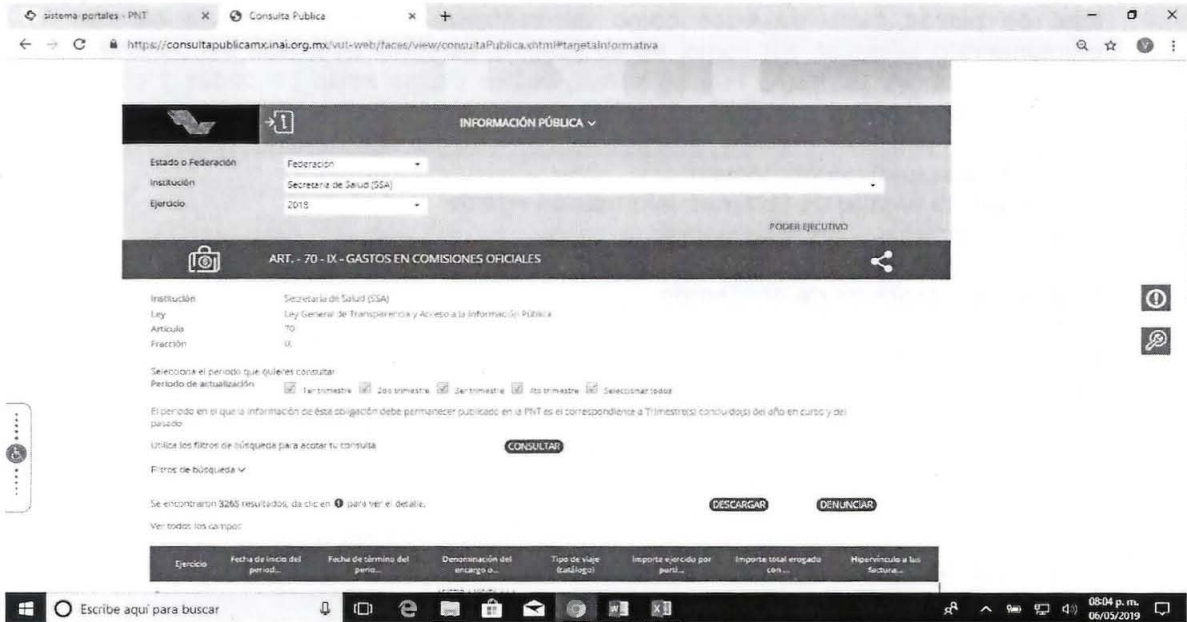 sistema-portales - PNT
Consulta Publica
https://consultapublicamx.inai.org.mx/vut-web/faces/view/consultaPublica.xhtml#tarjetaInformativa
INFORMACIÓN PÚBLICA
Estado o Federación Federación
Institución Secretaría de Salud (SSA)
Ejercicio 2018
PODER EJECUTIVO
ART. - 70 - IX - GASTOS EN COMISIONES OFICIALES
Institución Secretaría de Salud (SSA)
Ley Ley General de Transparencia y Acceso a la Información Pública
Artículo 70
Fracción IX
Selecciona el periodo que quieres consultar
Periodo de actualización 1er trimestre 2do trimestre 3er trimestre 4to trimestre Seleccionar todos
El periodo en el que la información de ésta obligación debe permanecer publicado en la PNT es el correspondiente a Trimestre(s) concluido(s) del año en curso y del
pasado
Utiliza los filtros de búsqueda para acotar tu consulta CONSULTAR
Filtros de búsqueda
Se encontraron 3265 resultados, da clic en para ver el detalle. DESCARGAR DENUNCIAR
Ver todos los campos
Ejercicio Fecha de inicio del period... Fecha de término del perio... Denominación del encargo o... Tipo de viaje (catálogo) Importe ejercido por parti... Importe total erogado con ... Hipervínculo a las factura...
Escribe aquí para buscar 08:04 p. m.
06/05/2019